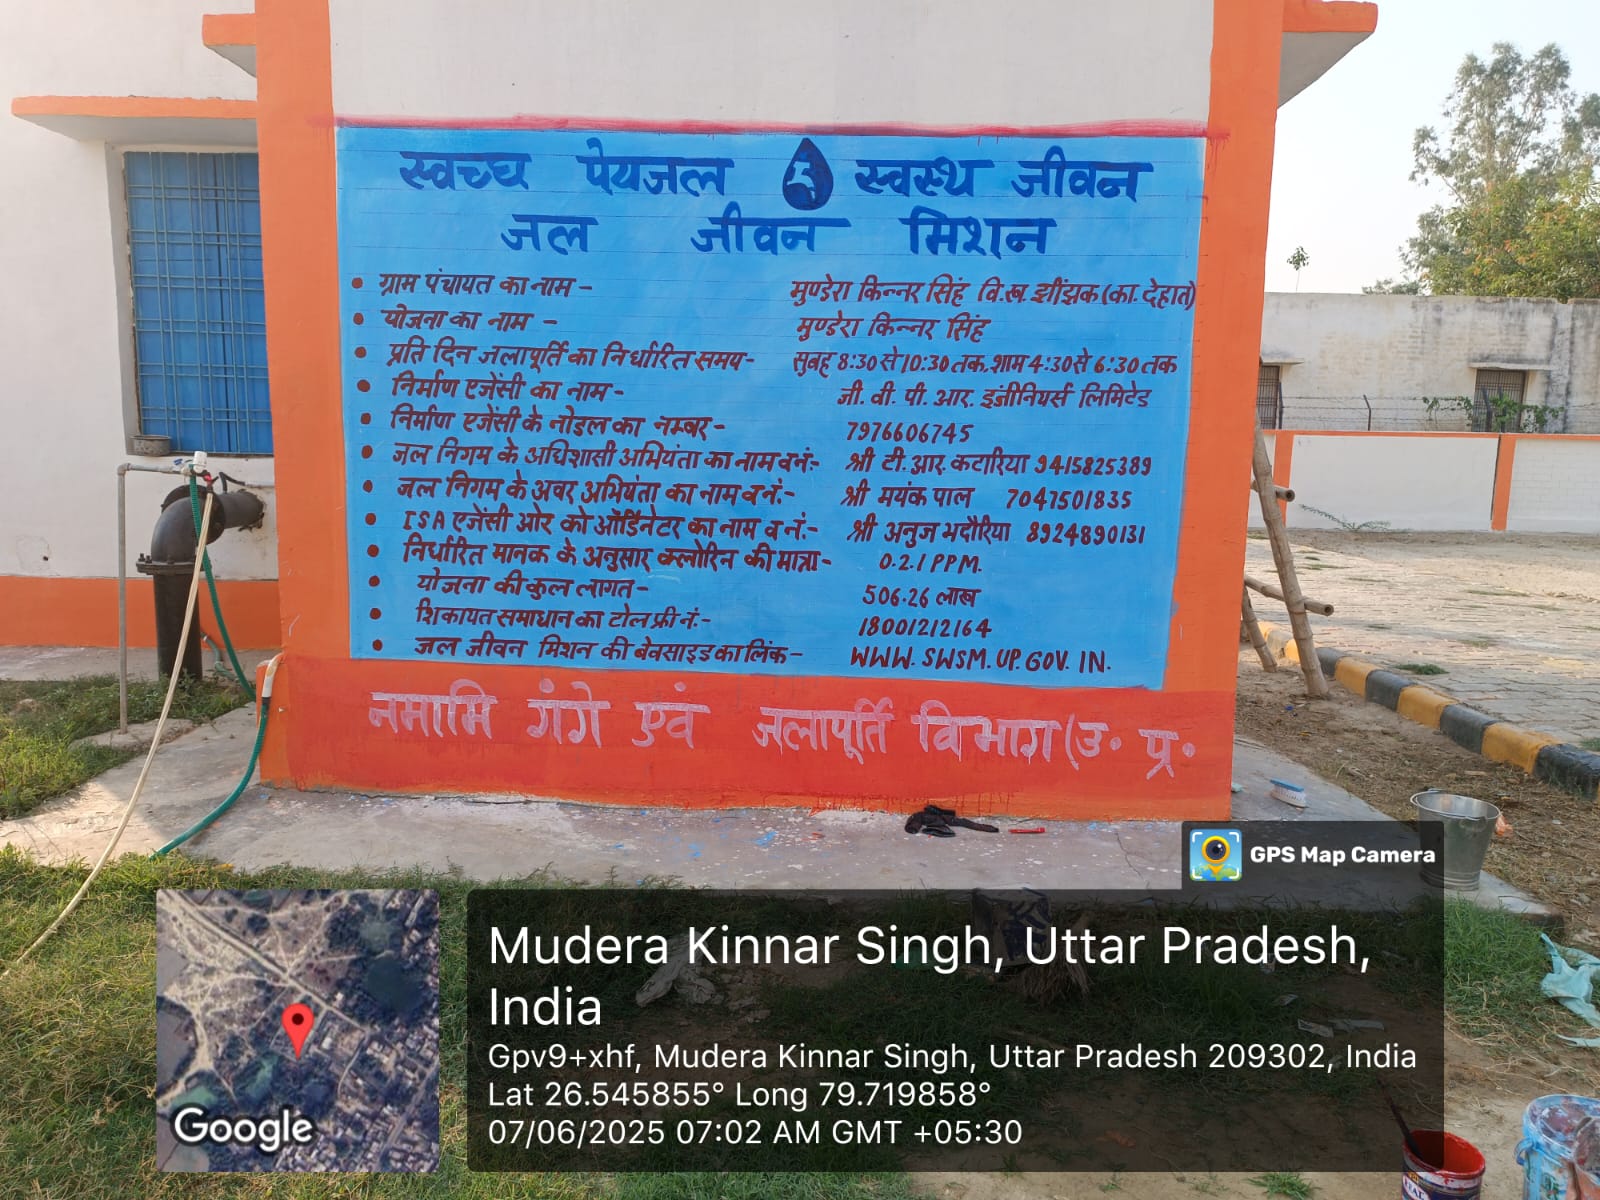 स्वच्छ पेयजल स्वस्थ जीवन
जल जीवन मिशन
• ग्राम पंचायत का नाम - मुण्डेरा किन्नर सिंह वि.ख. झींझक (का. देहात)
• योजना का नाम - मुण्डेरा किन्नर सिंह
• प्रति दिन जलापूर्ति का निर्धारित समय - सुबह 8:30 से 10:30 तक, शाम 4:30 से 6:30 तक
• निर्माण एजेंसी का नाम - जी. वी. पी. आर. इंजीनियर्स लिमिटेड
• निर्माण एजेंसी के नोडल का नम्बर - 7976606745
• जल निगम के अधिशासी अभियंता का नाम व नं:- श्री टी. आर. कटारिया 9415825389
• जल निगम के अवर अभियंता का नाम व नं.:- श्री मयंक पाल 7047501835
• ISA एजेंसी ओर को ऑर्डिनेटर का नाम व नं:- श्री अनुज भदौरिया 8924890131
• निर्धारित मानक के अनुसार क्लोरिन की मात्रा - 0.2.1 PPM.
• योजना की कुल लागत - 506.26 लाख
• शिकायत समाधान का टोल फ्री नं.- 18001212164
• जल जीवन मिशन की बेवसाइड का लिंक - WWW.SWSM.UP.GOV.IN.
नमामि गंगे एवं जलापूर्ति विभाग (उ. प्र.
GPS Map Camera
Mudera Kinnar Singh, Uttar Pradesh,
India
Gpv9+xhf, Mudera Kinnar Singh, Uttar Pradesh 209302, India
Lat 26.545855° Long 79.719858°
07/06/2025 07:02 AM GMT +05:30
Google